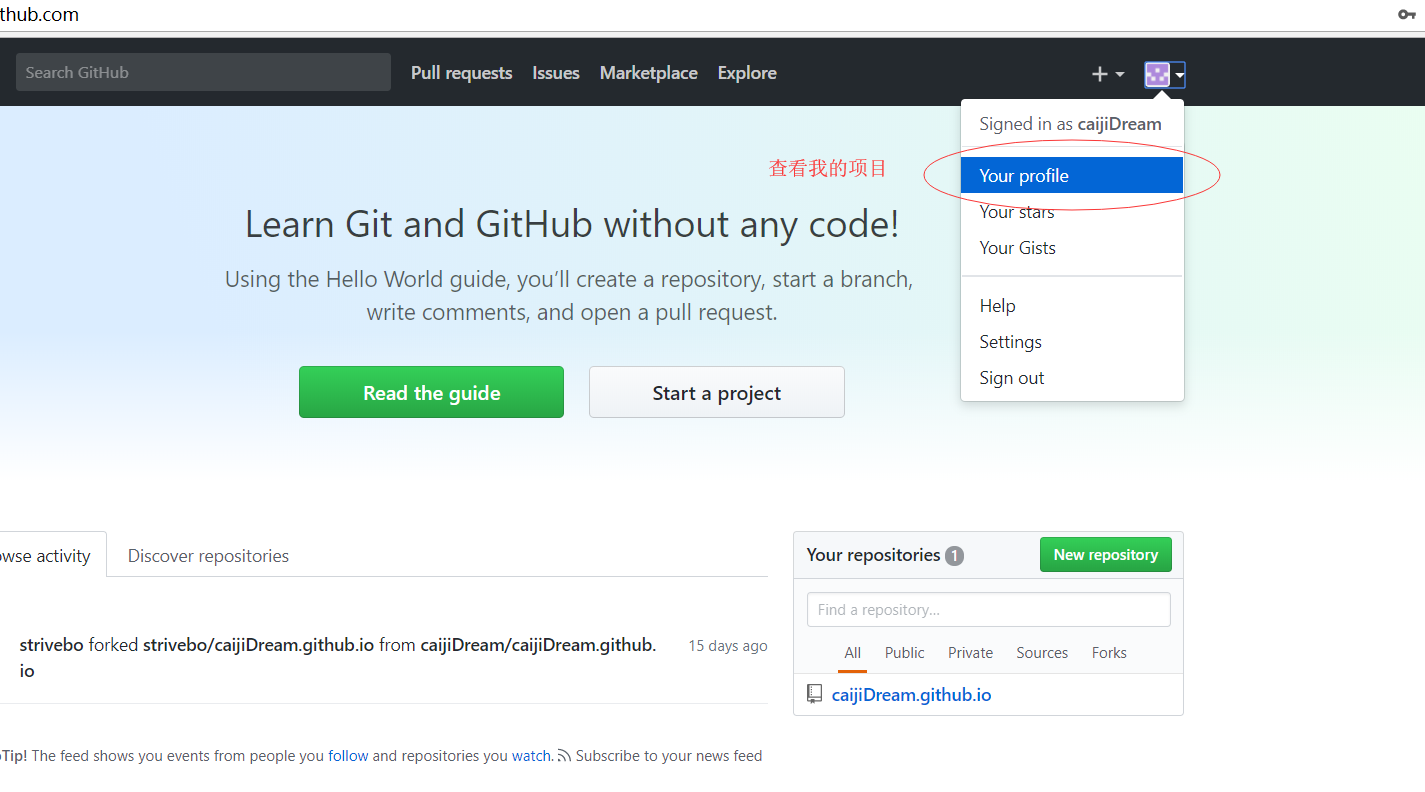 thub.com
Search GitHub Pull requests Issues Marketplace Explore
Signed in as caijiDream
查看我的项目
Your profile
Your stars
Your Gists
Help
Settings
Sign out
Learn Git and GitHub without any code!
Using the Hello World guide, you’ll create a repository, start a branch,
write comments, and open a pull request.
Read the guide Start a project
owse activity Discover repositories
strivebo forked strivebo/caijiDream.github.io from caijiDream/caijiDream.github.
io
15 days ago
Tip! The feed shows you events from people you follow and repositories you watch. Subscribe to your news feed
Your repositories 1 New repository
Find a repository...
All Public Private Sources Forks
caijiDream.github.io